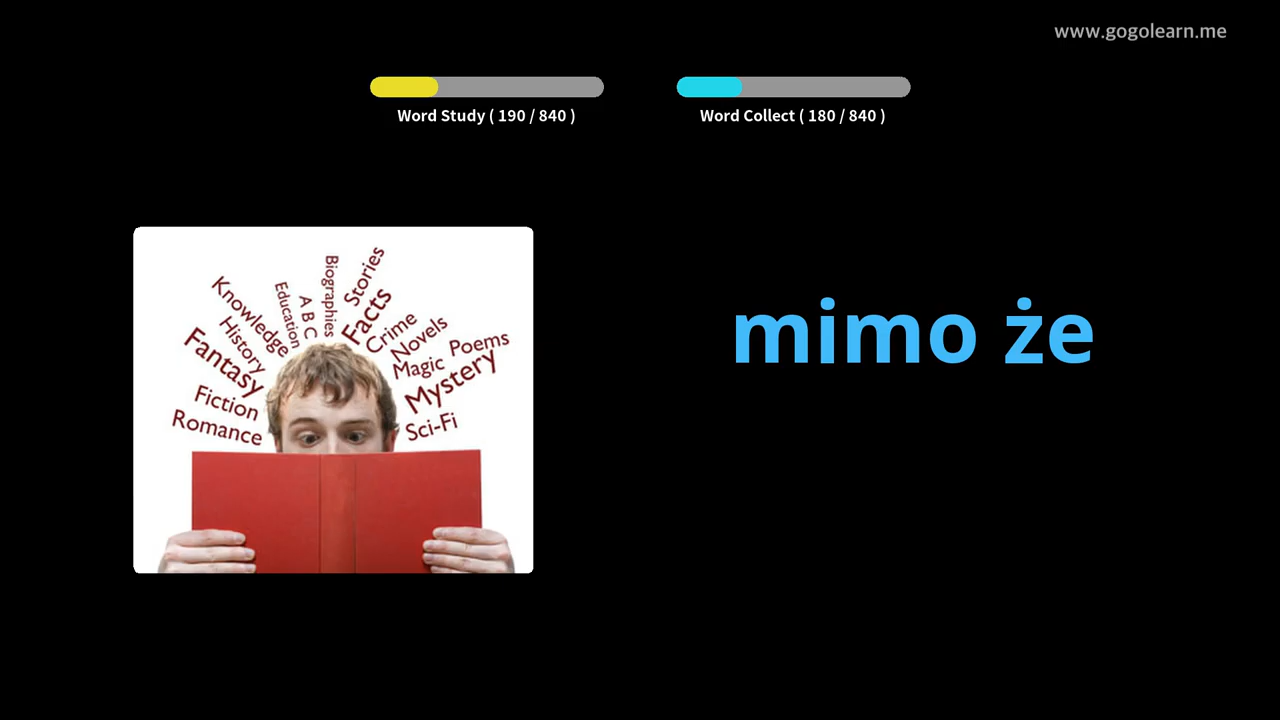 www.gogolearn.me
Word Study ( 190 / 840 )
Word Collect ( 180 / 840 )
Biographies
Stories
Education
A B C
Facts
Knowledge
Crime
Novels
History
Poems
Fantasy
Magic
Mystery
Fiction
Romance
Sci-Fi
mimo że